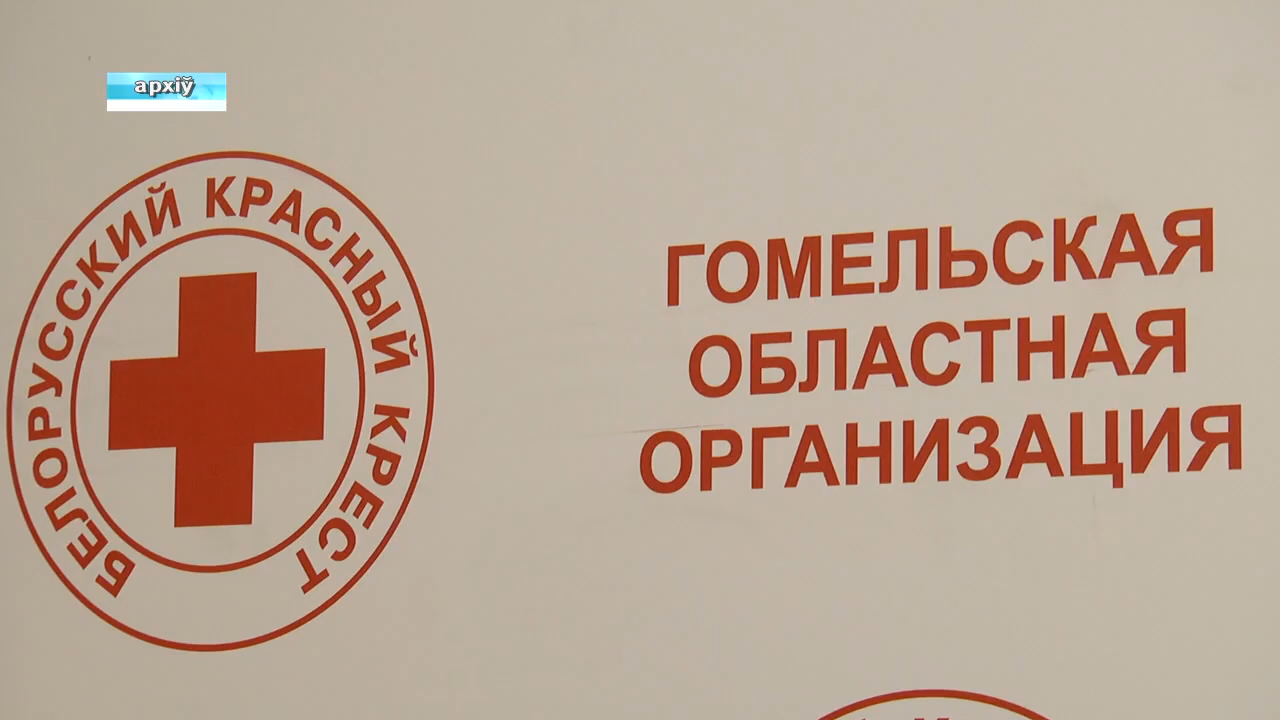 архіў
БЕЛОРУССКИЙ КРАСНЫЙ КРЕСТ
ГОМЕЛЬСКАЯ
ОБЛАСТНАЯ
ОРГАНИЗАЦИЯ